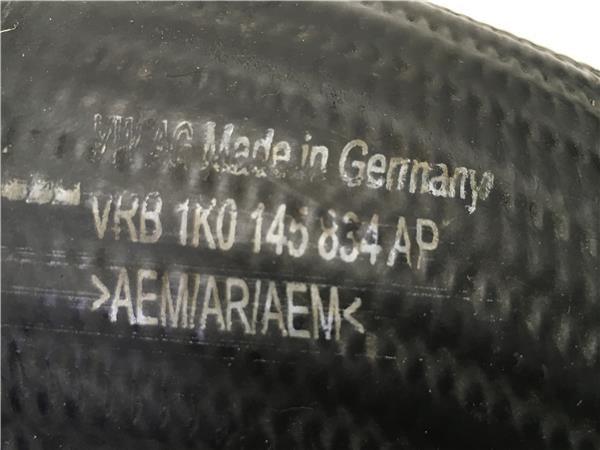 VW AG Made in Germany
VRB 1K0 145 834 AP
>AEM/AR/AEM<